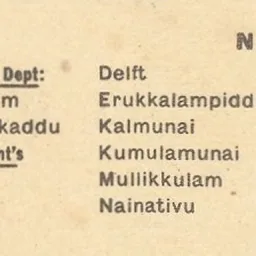 N
Dept: Delft
m Erukkalampidd
kaddu Kalmunai
nt's Kumulamunai
Mullikkulam
Nainativu